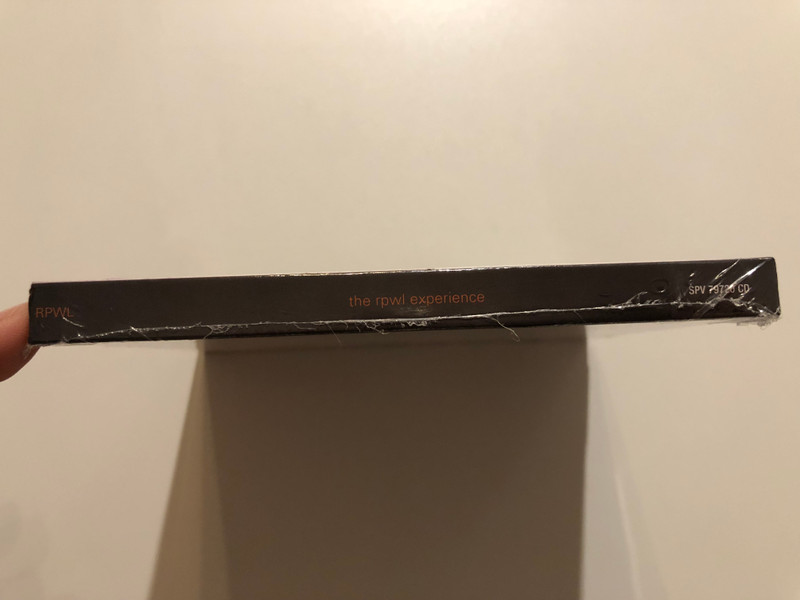 RPWL
the rpwl experience
SPV CD